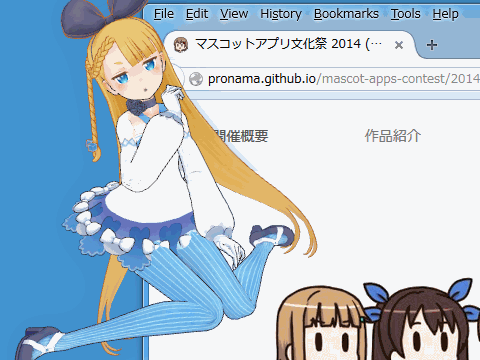 File Edit View History Bookmarks Tools Help
マスコットアプリ文化祭 2014 (…
pronama.github.io/mascot-apps-contest/2014
開催概要 作品紹介